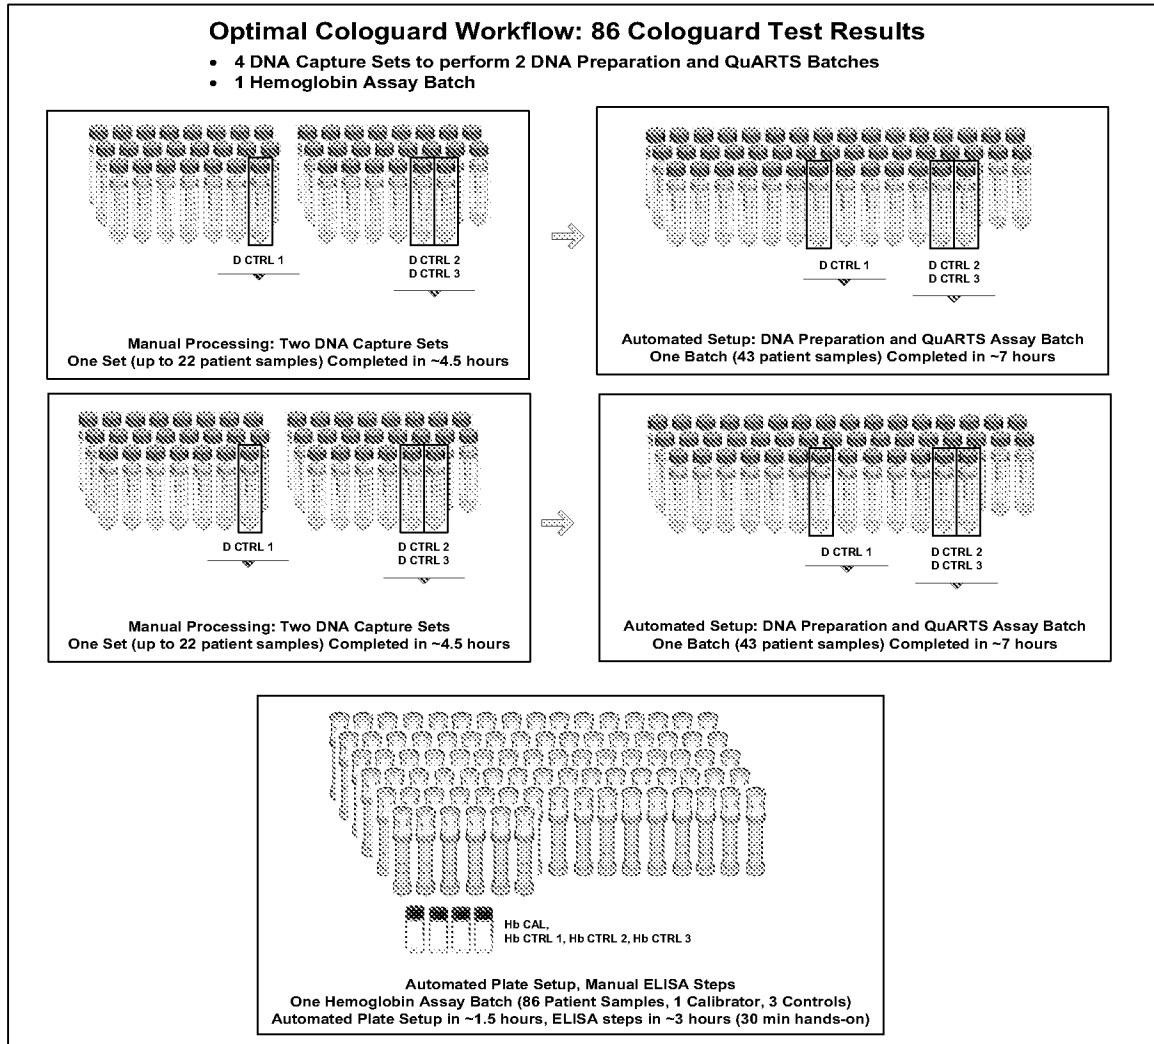 Optimal Cologuard Workflow: 86 Cologuard Test Results
• 4 DNA Capture Sets to perform 2 DNA Preparation and QuARTS Batches
• 1 Hemoglobin Assay Batch
D CTRL 1
D CTRL 2
D CTRL 3
Manual Processing: Two DNA Capture Sets
One Set (up to 22 patient samples) Completed in ~4.5 hours
D CTRL 1
D CTRL 2
D CTRL 3
Automated Setup: DNA Preparation and QuARTS Assay Batch
One Batch (43 patient samples) Completed in ~7 hours
D CTRL 1
D CTRL 2
D CTRL 3
Manual Processing: Two DNA Capture Sets
One Set (up to 22 patient samples) Completed in ~4.5 hours
D CTRL 1
D CTRL 2
D CTRL 3
Automated Setup: DNA Preparation and QuARTS Assay Batch
One Batch (43 patient samples) Completed in ~7 hours
Hb CAL,
Hb CTRL 1, Hb CTRL 2, Hb CTRL 3
Automated Plate Setup, Manual ELISA Steps
One Hemoglobin Assay Batch (86 Patient Samples, 1 Calibrator, 3 Controls)
Automated Plate Setup in ~1.5 hours, ELISA steps in ~3 hours (30 min hands-on)